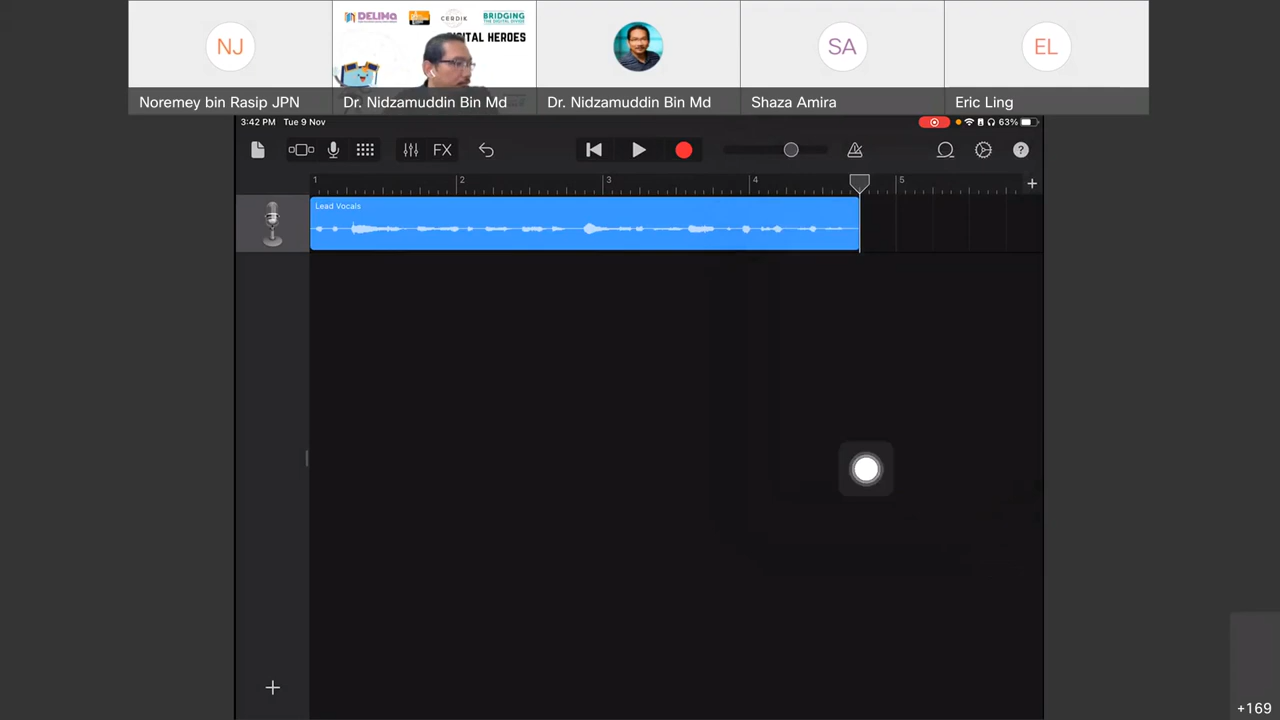 NJ
Noremey bin Rasip JPN
DELIMa
CERDIK
BRIDGING
THE DIGITAL DIVIDE
ITAL HEROES
Dr. Nidzamuddin Bin Md
Dr. Nidzamuddin Bin Md
SA
Shaza Amira
EL
Eric Ling
3:42 PM Tue 9 Nov
63%
FX
?
1
2
3
4
5
+
Lead Vocals
+
+169